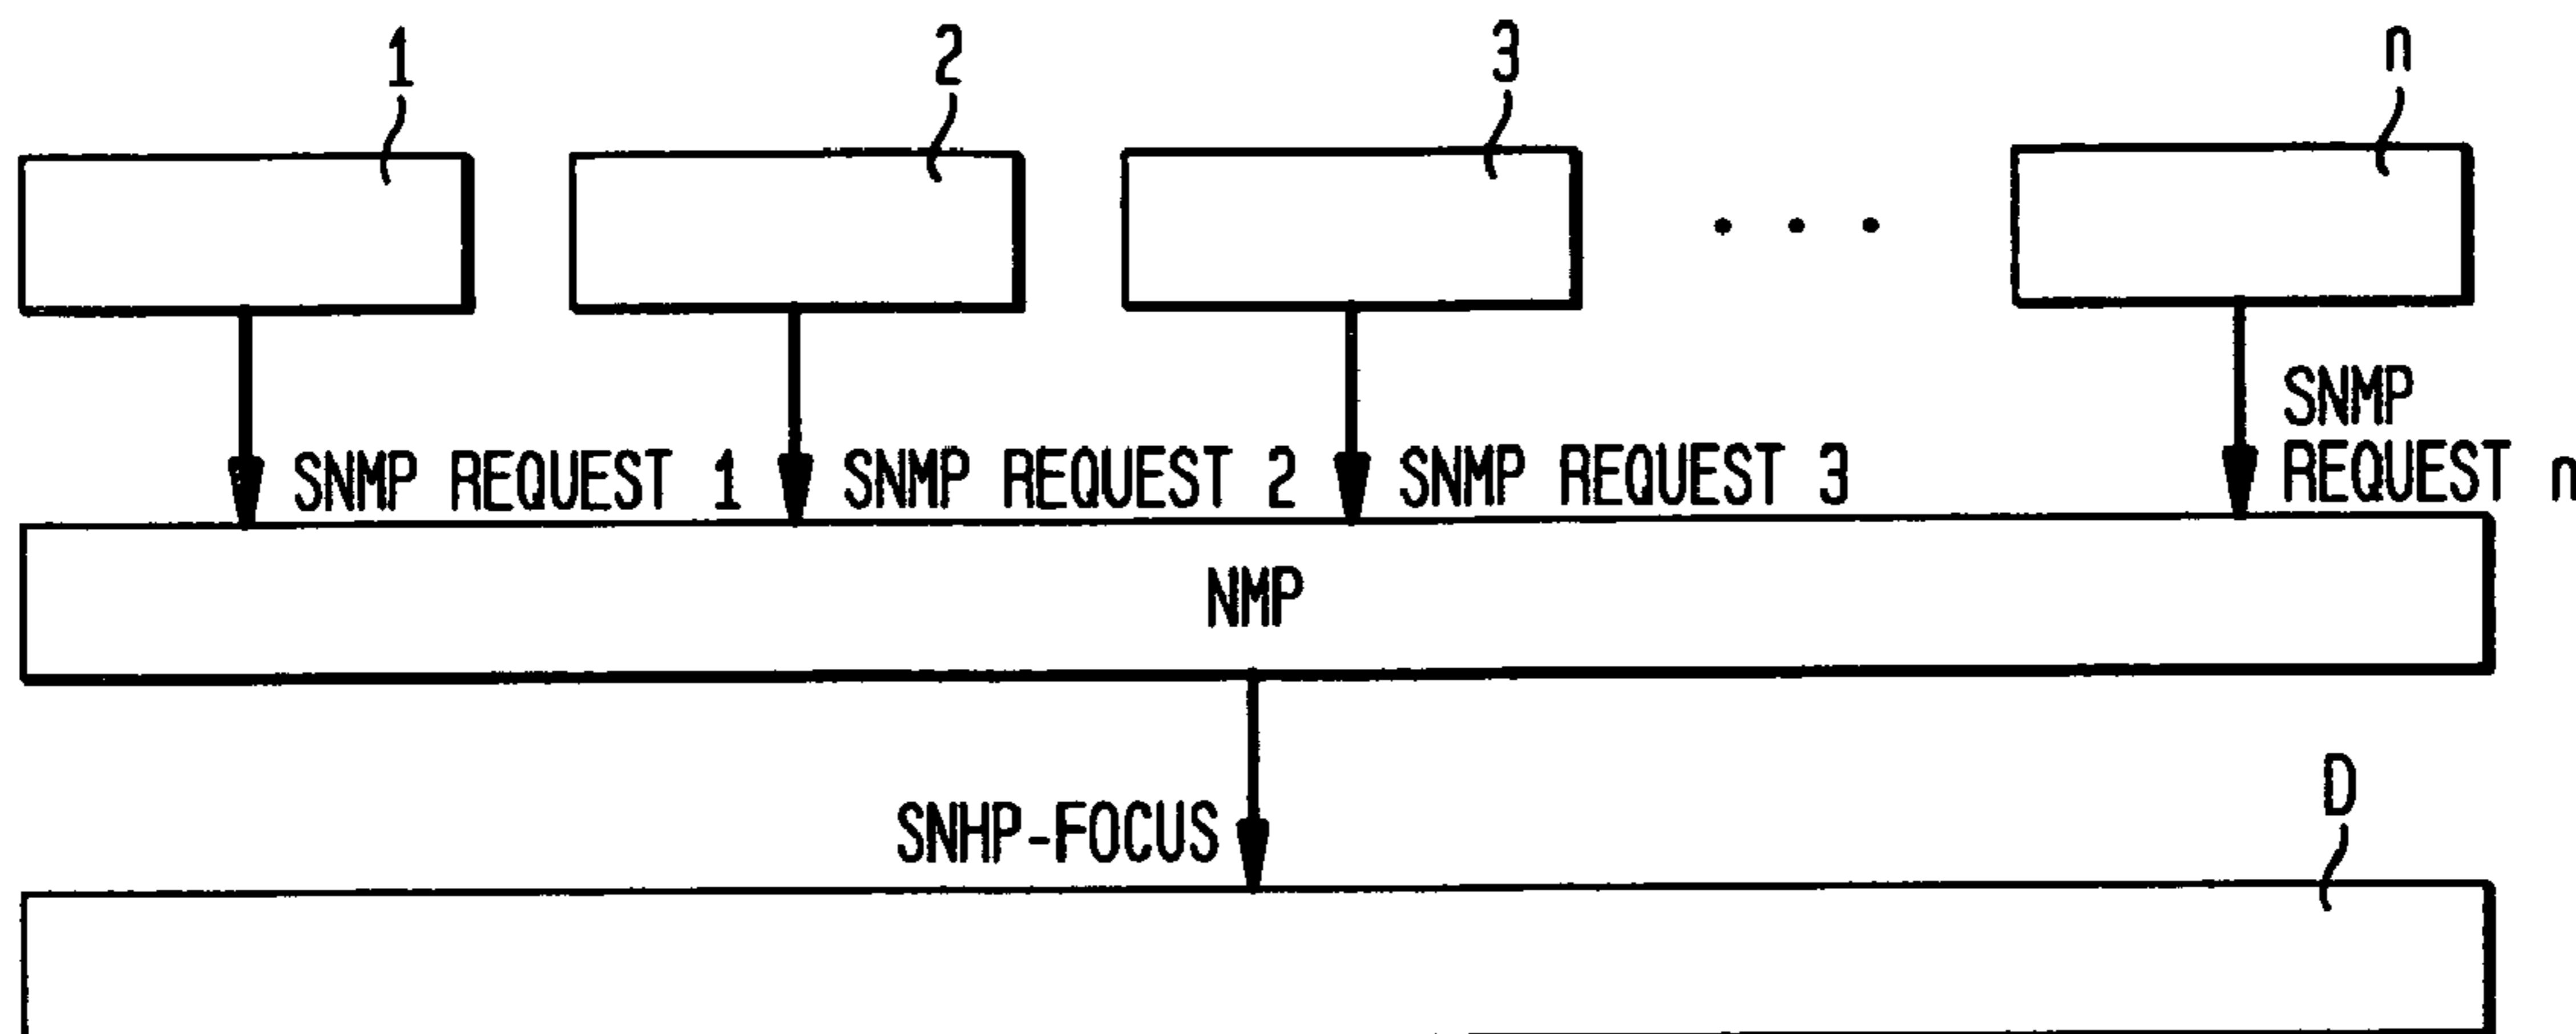 1
2
3
n
SNMP
REQUEST n
SNMP REQUEST 1
SNMP REQUEST 2
SNMP REQUEST 3
NMP
D
SNHP-FOCUS